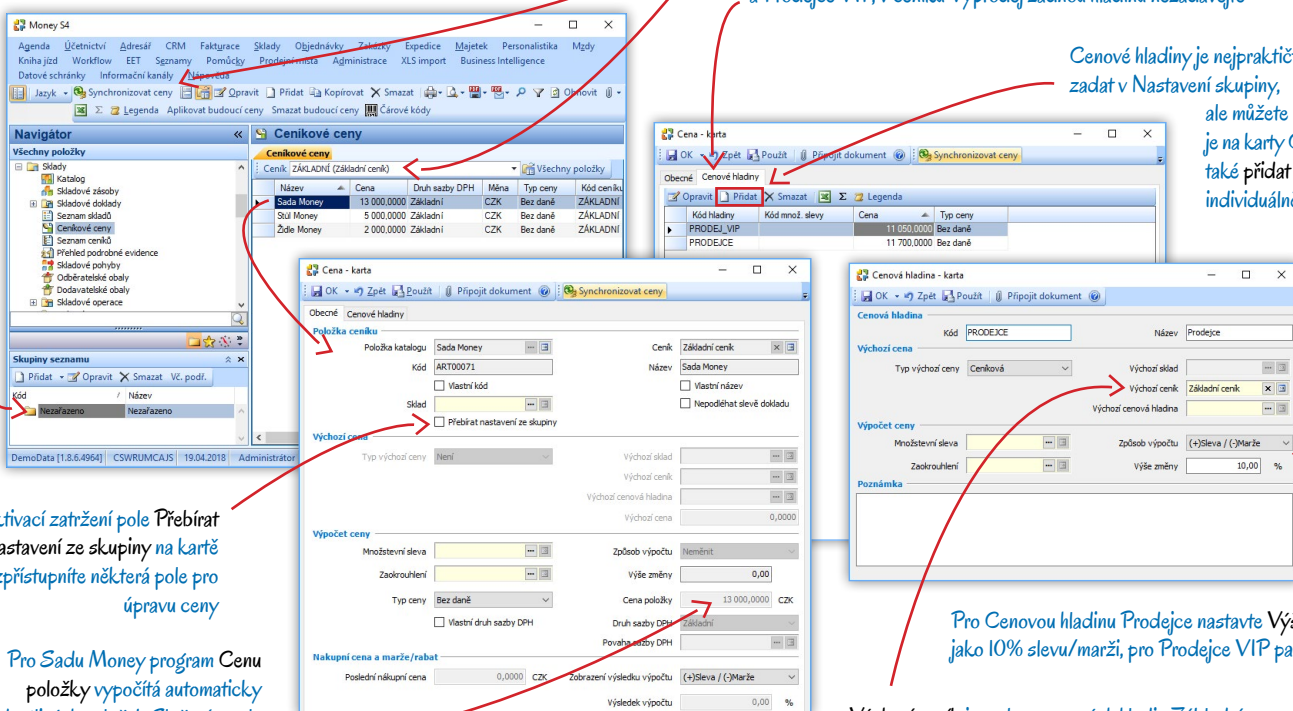 a Prodejce VIP, Ceníku Výprodej žádnou hladinu nezadávejte
Cenové hladiny je nejpraktičt
zadat v Nastavení skupiny,
ale můžete
je na karty C
také přidat
individuálně
Money S4
Agenda Účetnictví Adresář CRM Fakturace Sklady Objednávky Zakázky Expedice Majetek Personalistika Mzdy
Kniha jízd Workflow EET Seznamy Pomůcky Prodejní místa Administrace XLS import Business Intelligence
Datové schránky Informační kanály Nápověda
Jazyk Synchronizovat ceny Opravit Přidat Kopírovat Smazat Obnovit
Σ Legenda Aplikovat budoucí ceny Smazat budoucí ceny Čárové kódy
Navigátor «
Všechny položky
Sklady
Katalog
Skladové zásoby
Skladové doklady
Seznam skladů
Ceníkové ceny
Seznam ceníků
Přehled podrobné evidence
Skladové pohyby
Odběratelské obaly
Dodavatelské obaly
Skladové operace
Skupiny seznamu
Přidat Opravit Smazat Vč. podř.
Kód / Název
Nezařazeno Nezařazeno
DemoData [1.8.6.4964] CSWRUMCAJS 19.04.2018 Administrátor
Ceníkové ceny
Ceníkové ceny
Ceník ZÁKLADNÍ (Základní ceník) Všechny položky
Název Cena Druh sazby DPH Měna Typ ceny Kód ceníku
Sada Money 13 000,0000 Základní CZK Bez daně ZÁKLADNÍ
Stůl Money 5 000,0000 Základní CZK Bez daně ZÁKLADNÍ
Židle Money 2 000,0000 Základní CZK Bez daně ZÁKLADNÍ
Cena - karta
OK Zpět Použít Připojit dokument Synchronizovat ceny
Obecné Cenové hladiny
Opravit Přidat Smazat Σ Legenda
Kód hladiny Kód množ. slevy Cena Typ ceny
PRODEJ_VIP 11 050,0000 Bez daně
PRODEJCE 11 700,0000 Bez daně
Cena - karta
OK Zpět Použít Připojit dokument Synchronizovat ceny
Obecné Cenové hladiny
Položka ceníku
Položka katalogu Sada Money Ceník Základní ceník
Kód ART00071 Název Sada Money
Vlastní kód Vlastní název
Sklad Nepodléhat slevě dokladu
Přebírat nastavení ze skupiny
Výchozí cena
Typ výchozí ceny Není Výchozí sklad
Výchozí ceník
Výchozí cenová hladina
Výchozí cena 0,0000
Výpočet ceny
Množstevní sleva Způsob výpočtu Neměnit
Zaokrouhlení Výše změny 0,00
Typ ceny Bez daně Cena položky 13 000,0000 CZK
Vlastní druh sazby DPH Druh sazby DPH Základní
Povaha sazby DPH
Nákupní cena a marže/rabat
Poslední nákupní cena 0,0000 CZK Zobrazení výsledku výpočtu (+)Sleva / (-)Marže
Výsledek výpočtu 0,00 %
Cenová hladina - karta
OK Zpět Použít Připojit dokument
Cenová hladina
Kód PRODEJCE Název Prodejce
Výchozí cena
Typ výchozí ceny Ceníková Výchozí sklad
Výchozí ceník Základní ceník
Výchozí cenová hladina
Výpočet ceny
Množstevní sleva Způsob výpočtu (+)Sleva / (-)Marže
Zaokrouhlení Výše změny 10,00 %
Poznámka
tivací zatržení pole Přebírat
astavení ze skupiny na kartě
zpřístupníte některá pole pro
úpravu ceny
Pro Sadu Money program Cenu
položky vypočítá automaticky
Pro Cenovou hladinu Prodejce nastavte Výš
jako 10% slevu/marži, pro Prodejce VIP pa